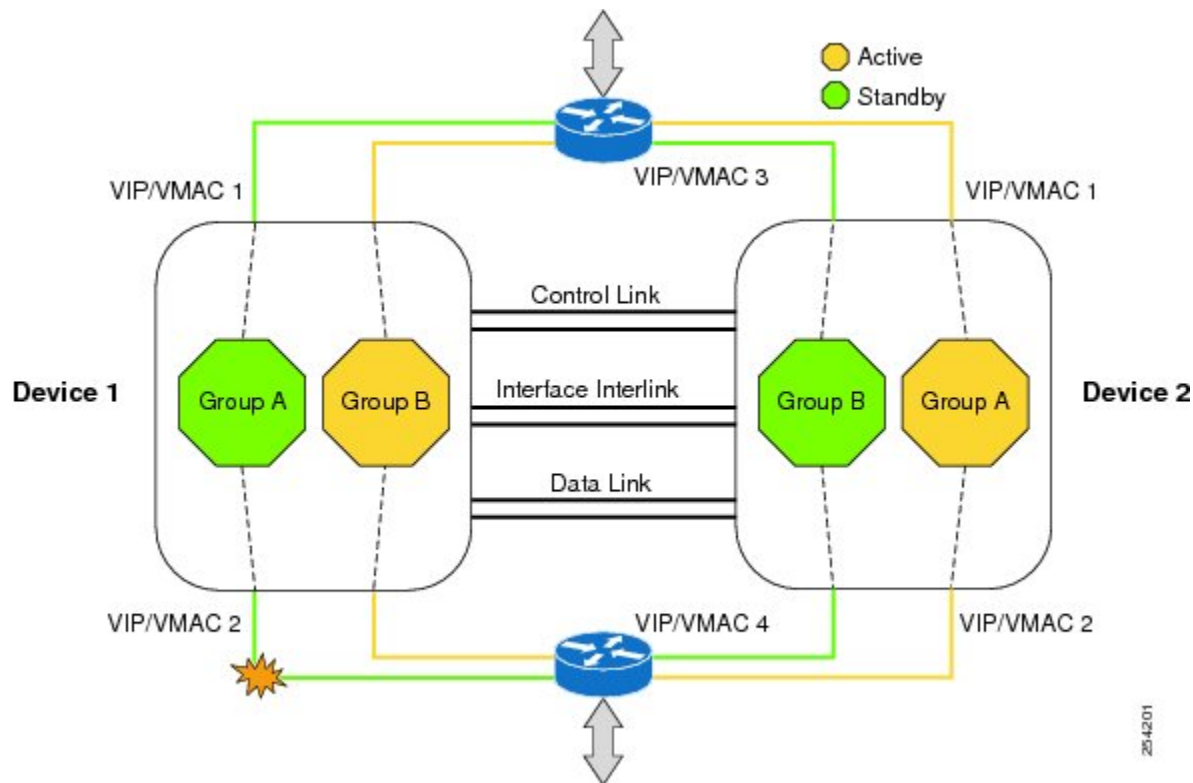 Active
Standby
VIP/VMAC 1
VIP/VMAC 3
VIP/VMAC 1
Control Link
Device 1
Group A
Group B
Interface Interlink
Group B
Group A
Device 2
Data Link
VIP/VMAC 2
VIP/VMAC 4
VIP/VMAC 2
254201